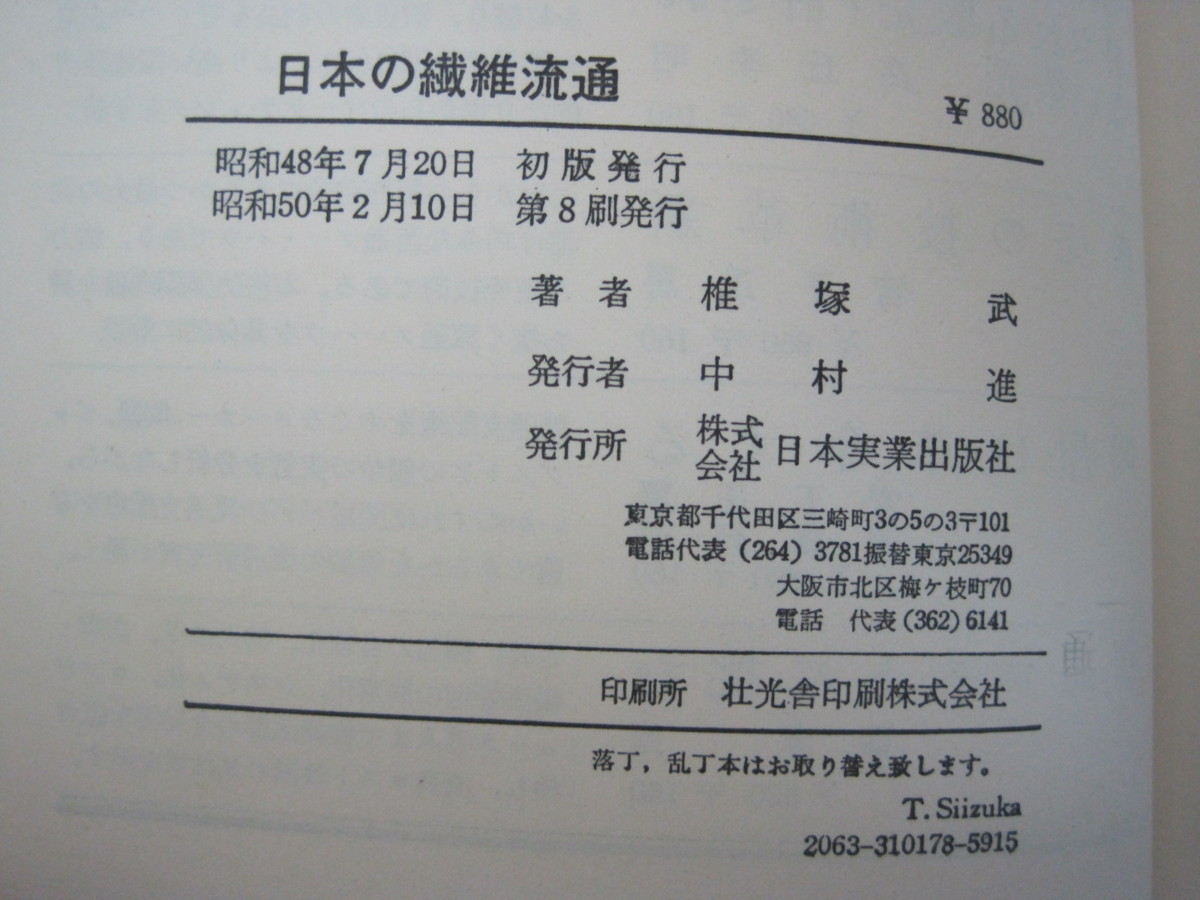 日本の繊維流通
¥ 880
昭和48年7月20日 初版発行
昭和50年2月10日 第8刷発行
著者 椎塚武
発行者 中村進
発行所 株式会社 日本実業出版社
東京都千代田区三崎町3の5の3〒101
電話代表(264)3781振替東京25349
大阪市北区梅ケ枝町70
電話 代表(362)6141
印刷所 壮光舎印刷株式会社
落丁,乱丁本はお取り替え致します。
T. Siizuka
2063-310178-5915